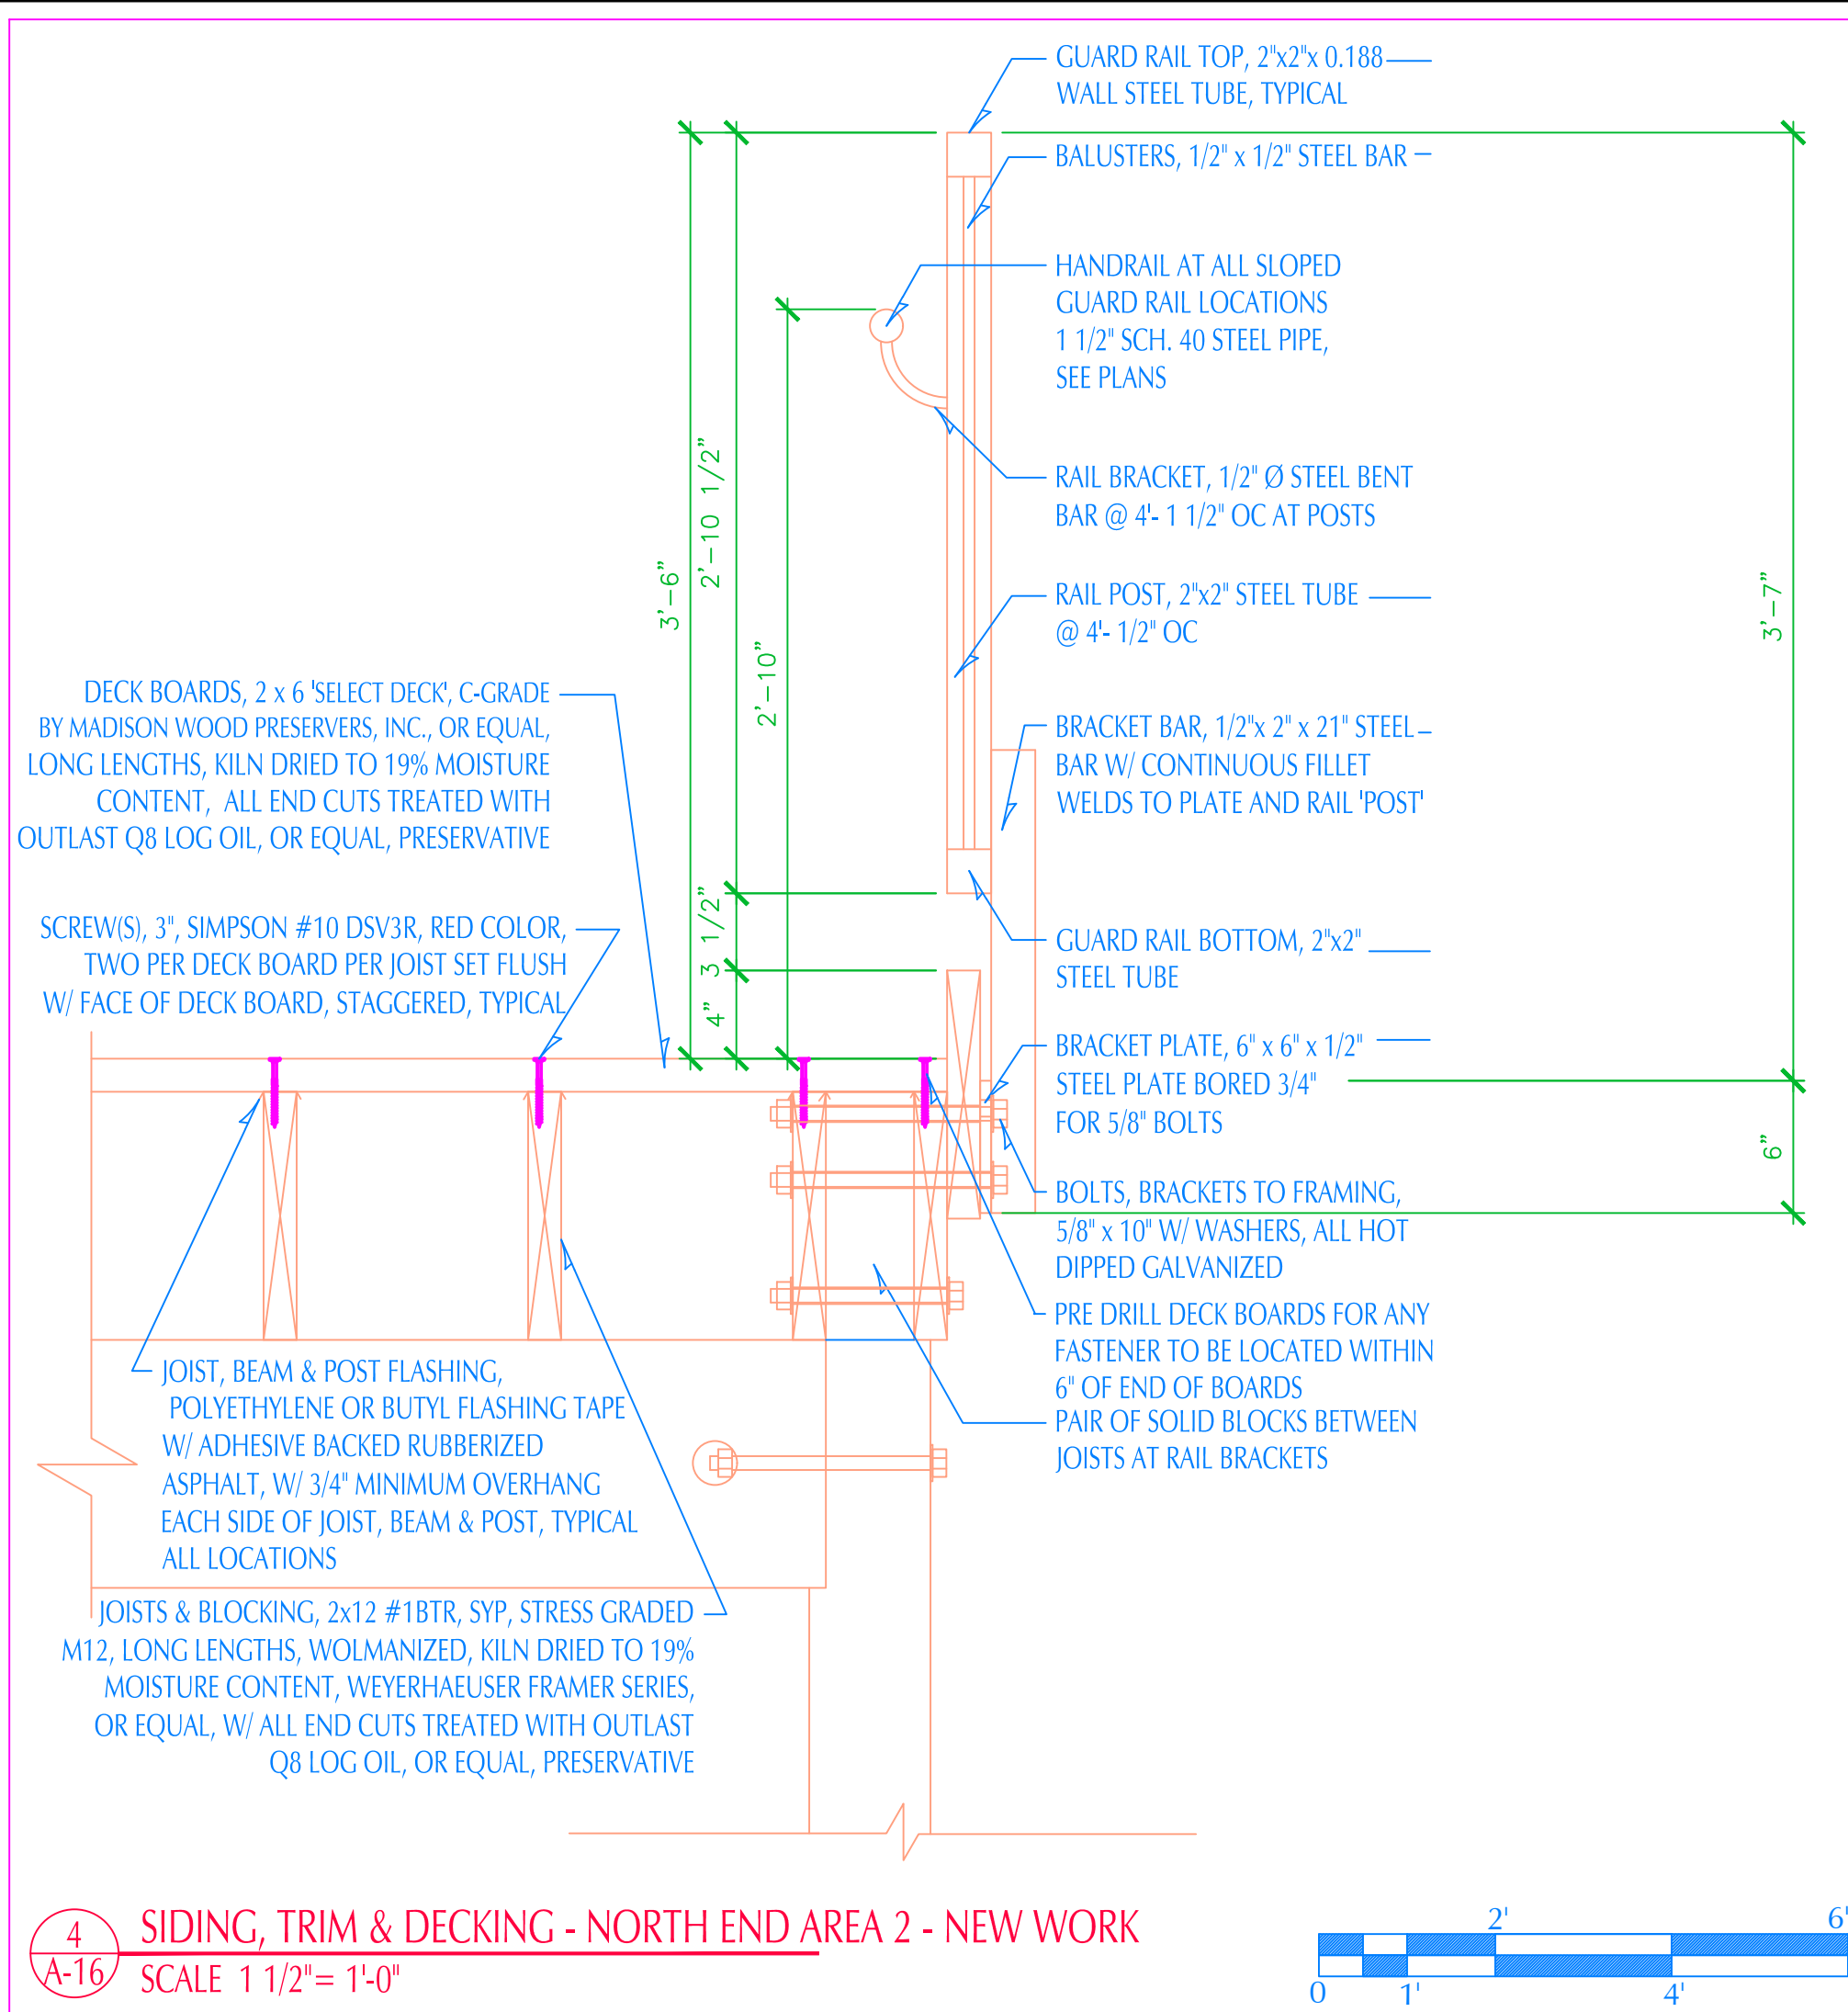 GUARD RAIL TOP, 2"x2"x 0.188
WALL STEEL TUBE, TYPICAL
BALUSTERS, 1/2" x 1/2" STEEL BAR
HANDRAIL AT ALL SLOPED
GUARD RAIL LOCATIONS
1 1/2" SCH. 40 STEEL PIPE,
SEE PLANS
RAIL BRACKET, 1/2" Ø STEEL BENT
BAR @ 4'- 1 1/2" OC AT POSTS
RAIL POST, 2"x2" STEEL TUBE
@ 4'- 1/2" OC
BRACKET BAR, 1/2"x 2" x 21" STEEL
BAR W/ CONTINUOUS FILLET
WELDS TO PLATE AND RAIL 'POST'
GUARD RAIL BOTTOM, 2"x2"
STEEL TUBE
BRACKET PLATE, 6" x 6" x 1/2"
STEEL PLATE BORED 3/4"
FOR 5/8" BOLTS
BOLTS, BRACKETS TO FRAMING,
5/8" x 10" W/ WASHERS, ALL HOT
DIPPED GALVANIZED
PRE DRILL DECK BOARDS FOR ANY
FASTENER TO BE LOCATED WITHIN
6" OF END OF BOARDS
PAIR OF SOLID BLOCKS BETWEEN
JOISTS AT RAIL BRACKETS
3'-6"
2'-10 1/2"
2'-10"
3 1/2"
4"
3'-7"
6"
DECK BOARDS, 2 x 6 'SELECT DECK', C-GRADE
BY MADISON WOOD PRESERVERS, INC., OR EQUAL,
LONG LENGTHS, KILN DRIED TO 19% MOISTURE
CONTENT, ALL END CUTS TREATED WITH
OUTLAST Q8 LOG OIL, OR EQUAL, PRESERVATIVE
SCREW(S), 3", SIMPSON #10 DSV3R, RED COLOR,
TWO PER DECK BOARD PER JOIST SET FLUSH
W/ FACE OF DECK BOARD, STAGGERED, TYPICAL
JOIST, BEAM & POST FLASHING,
POLYETHYLENE OR BUTYL FLASHING TAPE
W/ ADHESIVE BACKED RUBBERIZED
ASPHALT, W/ 3/4" MINIMUM OVERHANG
EACH SIDE OF JOIST, BEAM & POST, TYPICAL
ALL LOCATIONS
JOISTS & BLOCKING, 2x12 #1BTR, SYP, STRESS GRADED
M12, LONG LENGTHS, WOLMANIZED, KILN DRIED TO 19%
MOISTURE CONTENT, WEYERHAEUSER FRAMER SERIES,
OR EQUAL, W/ ALL END CUTS TREATED WITH OUTLAST
Q8 LOG OIL, OR EQUAL, PRESERVATIVE
4
A-16
SIDING, TRIM & DECKING - NORTH END AREA 2 - NEW WORK
SCALE 1 1/2"= 1'-0"
2' 6'
0 1' 4'